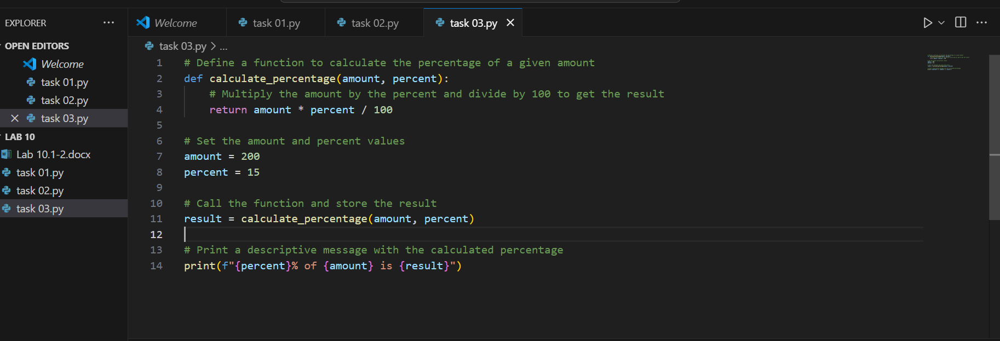 EXPLORER
OPEN EDITORS
Welcome
task 01.py
task 02.py
task 03.py
LAB 10
Lab 10.1-2.docx
task 01.py
task 02.py
task 03.py
Welcome
task 01.py
task 02.py
task 03.py
task 03.py > ...
1 # Define a function to calculate the percentage of a given amount
2 def calculate_percentage(amount, percent):
3     # Multiply the amount by the percent and divide by 100 to get the result
4     return amount * percent / 100
5
6 # Set the amount and percent values
7 amount = 200
8 percent = 15
9
10 # Call the function and store the result
11 result = calculate_percentage(amount, percent)
12
13 # Print a descriptive message with the calculated percentage
14 print(f"{percent}% of {amount} is {result}")